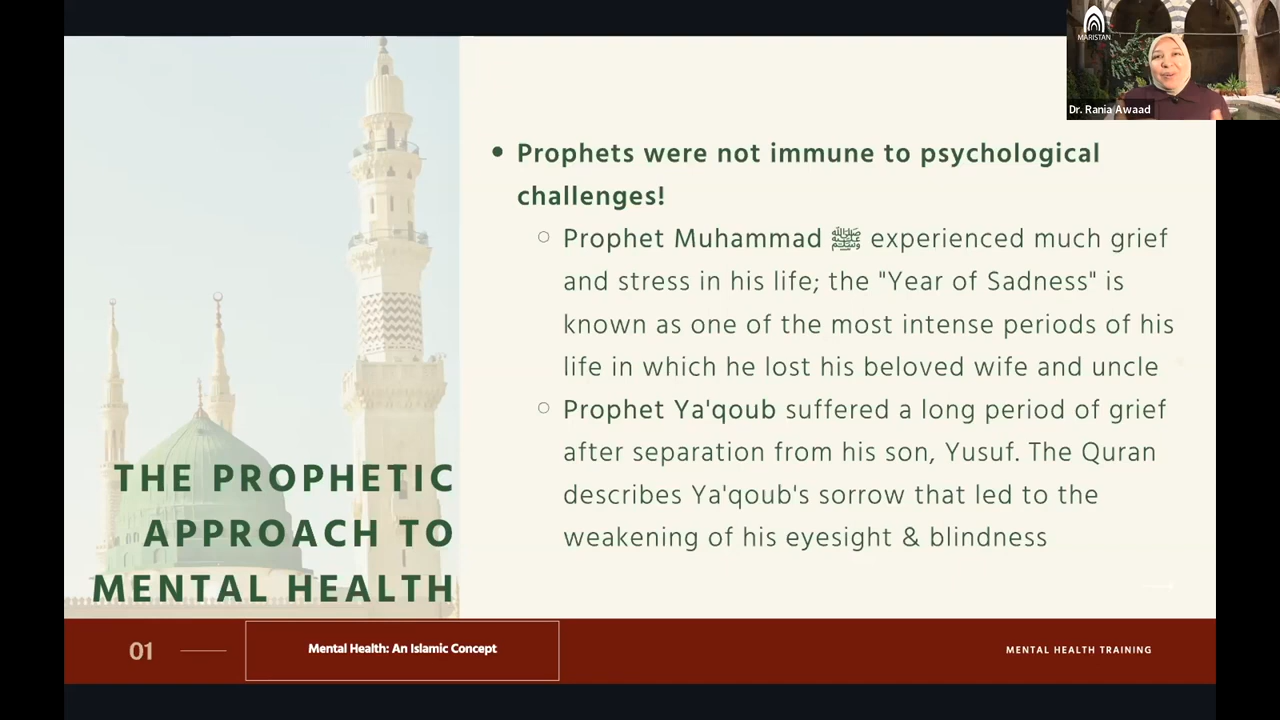 MARISTAN
Dr. Rania Awaad
Prophets were not immune to psychological
challenges!
Prophet Muhammad ﷺ experienced much grief
and stress in his life; the "Year of Sadness" is
known as one of the most intense periods of his
life in which he lost his beloved wife and uncle
Prophet Ya'qoub suffered a long period of grief
after separation from his son, Yusuf. The Quran
describes Ya'qoub's sorrow that led to the
weakening of his eyesight & blindness
THE PROPHETIC
APPROACH TO
MENTAL HEALTH
01
Mental Health: An Islamic Concept
MENTAL HEALTH TRAINING